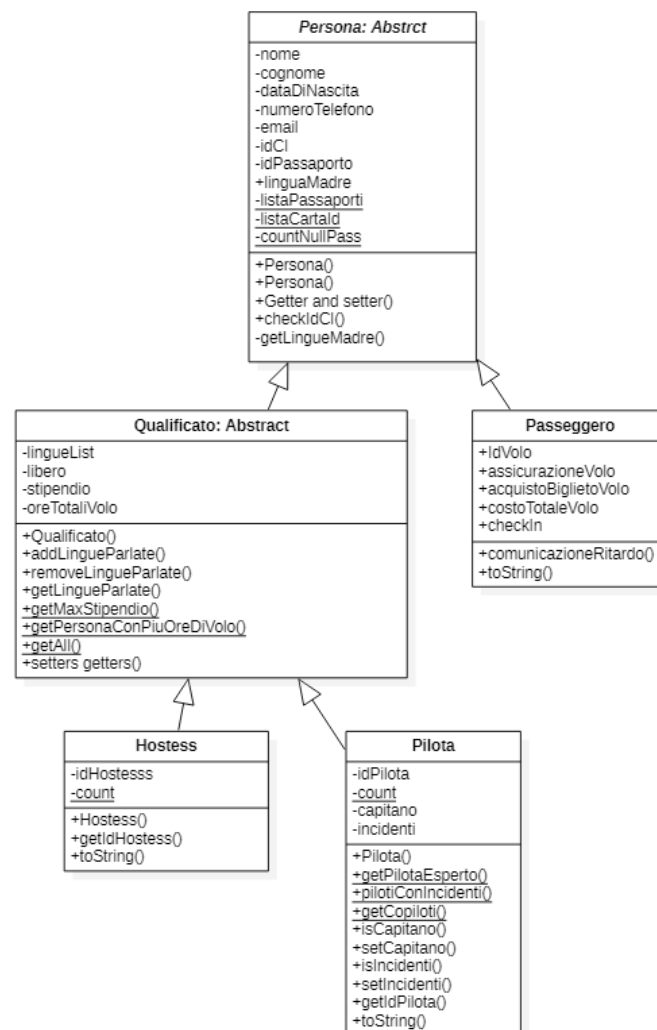 Persona: Abstrct
-nome
-cognome
-dataDiNascita
-numeroTelefono
-email
-idCI
-idPassaporto
+linguaMadre
-listaPassaporti
-listaCartaId
-countNullPass
+Persona()
+Persona()
+Getter and setter()
+checkIdCI()
-getLingueMadre()
Qualificato: Abstract
-lingueList
-libero
-stipendio
-oreTotaliVolo
+Qualificato()
+addLingueParlate()
+removeLingueParlate()
+getLingueParlate()
+getMaxStipendio()
+getPersonaConPiuOreDiVolo()
+getAll()
+setters getters()
Passeggero
+IdVolo
+assicurazioneVolo
+acquistoBiglietoVolo
+costoTotaleVolo
+checkIn
+comunicazioneRitardo()
+toString()
Hostess
-idHostesss
-count
+Hostess()
+getIdHostess()
+toString()
Pilota
-idPilota
-count
-capitano
-incidenti
+Pilota()
+getPilotaEsperto()
+pilotiConIncidenti()
+getCopiloti()
+isCapitano()
+setCapitano()
+isIncidenti()
+setIncidenti()
+getIdPilota()
+toString()